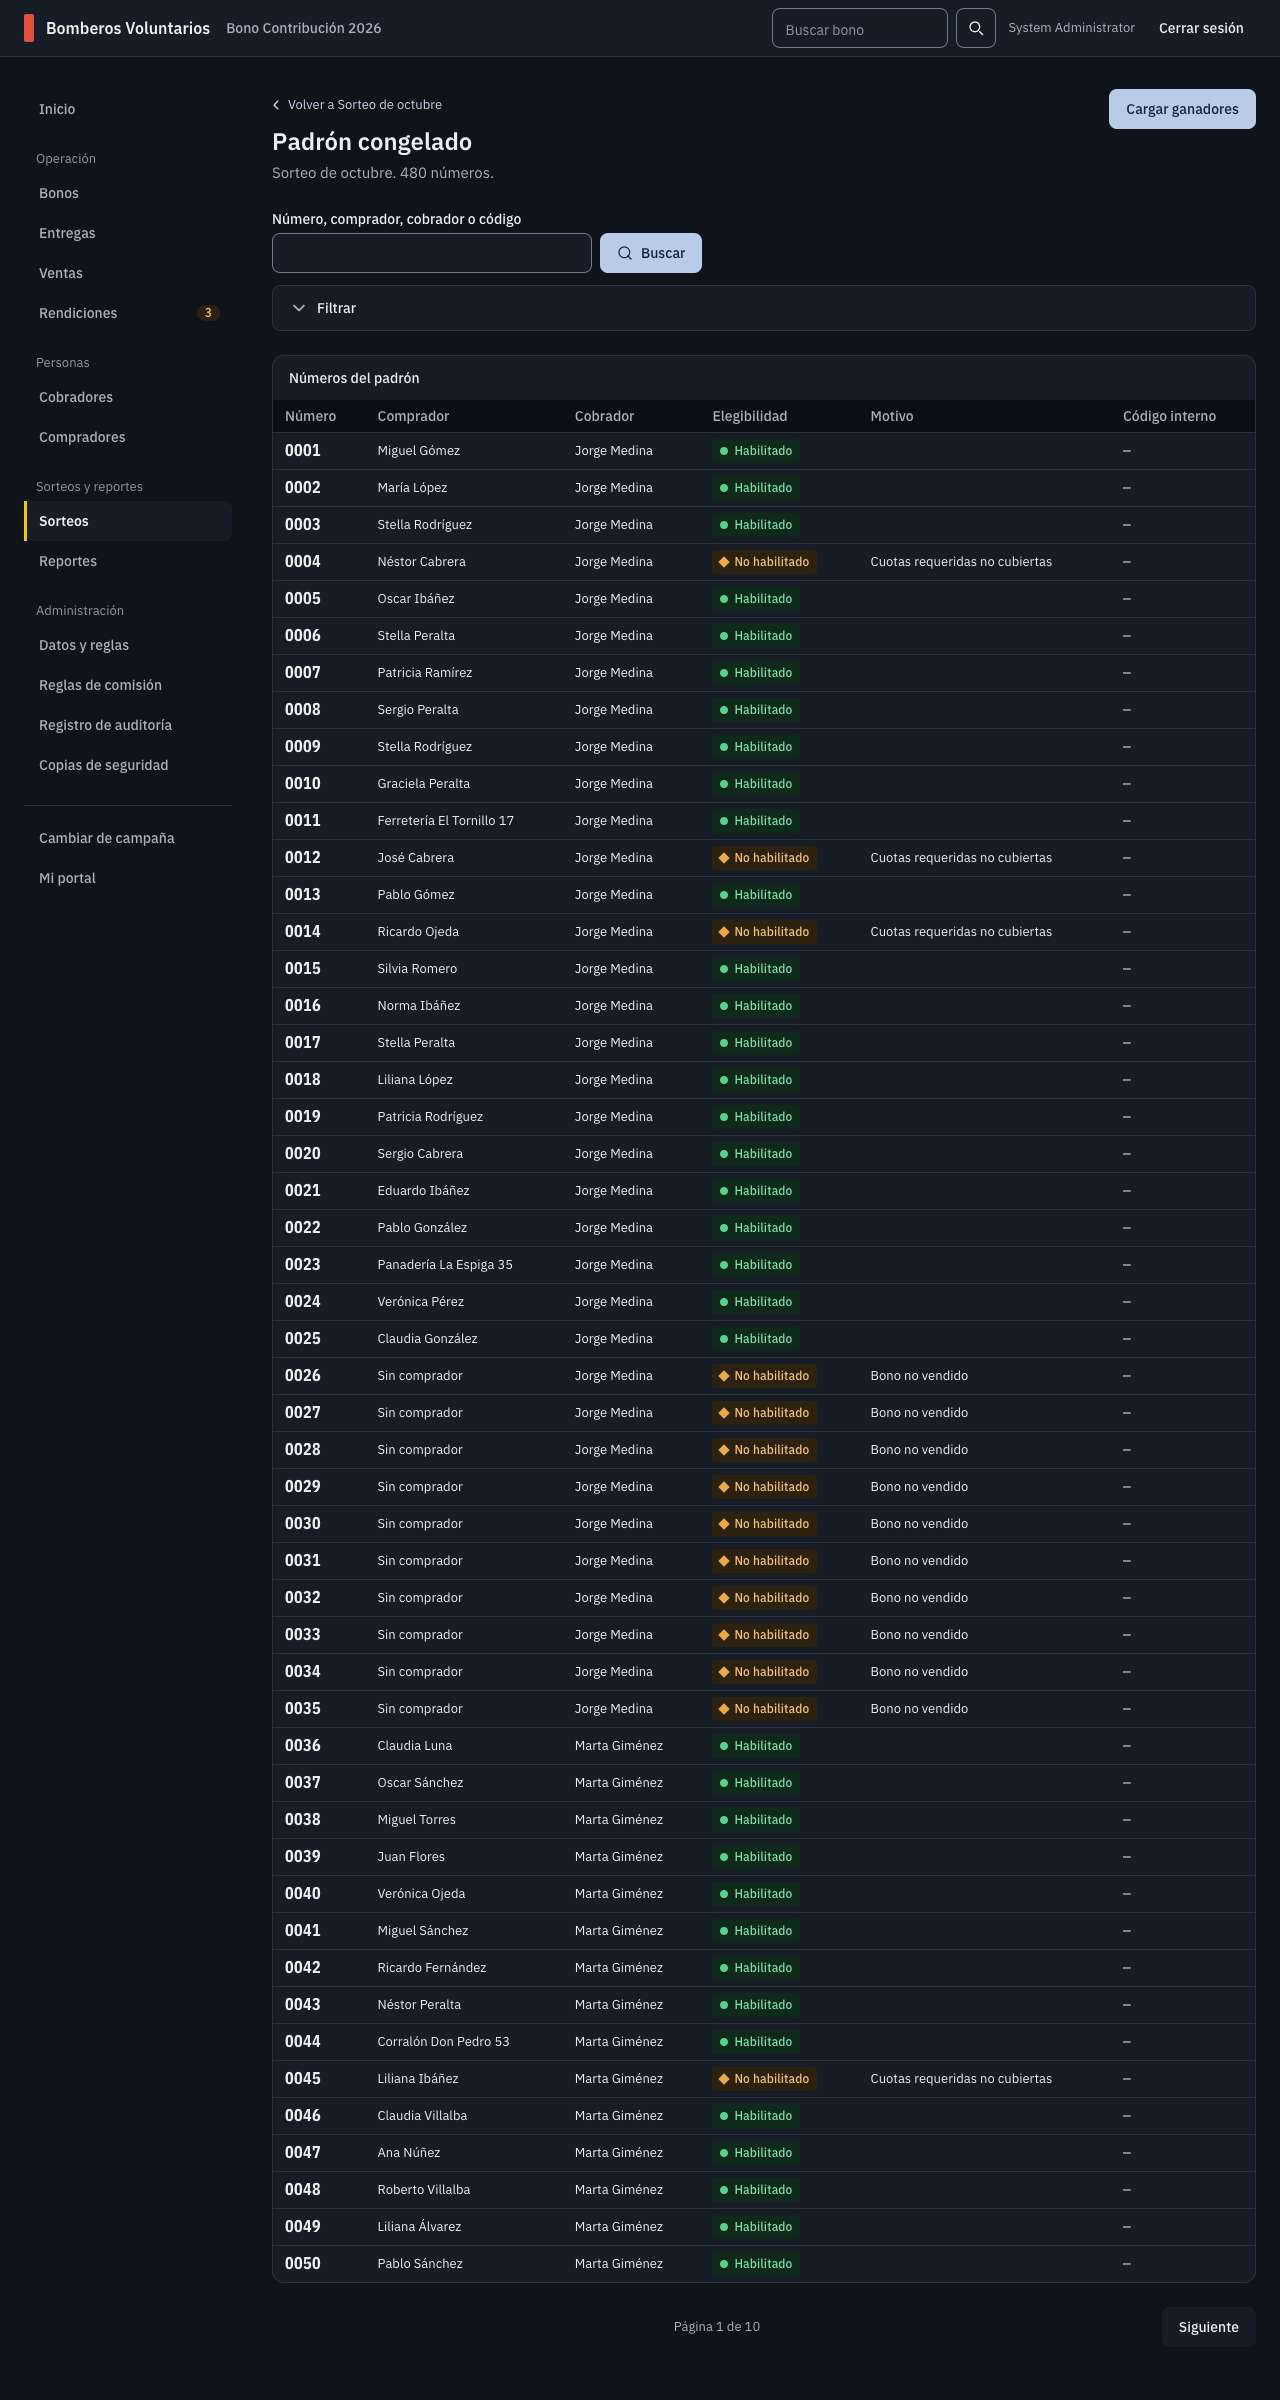 Bomberos Voluntarios Bono Contribución 2026 Buscar bono System Administrator Cerrar sesión
Inicio
Operación
Bonos
Entregas
Ventas
Rendiciones 3
Personas
Cobradores
Compradores
Sorteos y reportes
Sorteos
Reportes
Administración
Datos y reglas
Reglas de comisión
Registro de auditoría
Copias de seguridad
Cambiar de campaña
Mi portal
Volver a Sorteo de octubre
Cargar ganadores
Padrón congelado
Sorteo de octubre. 480 números.
Número, comprador, cobrador o código
Buscar
Filtrar
Números del padrón
Número Comprador Cobrador Elegibilidad Motivo Código interno
0001 Miguel Gómez Jorge Medina Habilitado –
0002 María López Jorge Medina Habilitado –
0003 Stella Rodríguez Jorge Medina Habilitado –
0004 Néstor Cabrera Jorge Medina No habilitado Cuotas requeridas no cubiertas –
0005 Oscar Ibáñez Jorge Medina Habilitado –
0006 Stella Peralta Jorge Medina Habilitado –
0007 Patricia Ramírez Jorge Medina Habilitado –
0008 Sergio Peralta Jorge Medina Habilitado –
0009 Stella Rodríguez Jorge Medina Habilitado –
0010 Graciela Peralta Jorge Medina Habilitado –
0011 Ferretería El Tornillo 17 Jorge Medina Habilitado –
0012 José Cabrera Jorge Medina No habilitado Cuotas requeridas no cubiertas –
0013 Pablo Gómez Jorge Medina Habilitado –
0014 Ricardo Ojeda Jorge Medina No habilitado Cuotas requeridas no cubiertas –
0015 Silvia Romero Jorge Medina Habilitado –
0016 Norma Ibáñez Jorge Medina Habilitado –
0017 Stella Peralta Jorge Medina Habilitado –
0018 Liliana López Jorge Medina Habilitado –
0019 Patricia Rodríguez Jorge Medina Habilitado –
0020 Sergio Cabrera Jorge Medina Habilitado –
0021 Eduardo Ibáñez Jorge Medina Habilitado –
0022 Pablo González Jorge Medina Habilitado –
0023 Panadería La Espiga 35 Jorge Medina Habilitado –
0024 Verónica Pérez Jorge Medina Habilitado –
0025 Claudia González Jorge Medina Habilitado –
0026 Sin comprador Jorge Medina No habilitado Bono no vendido –
0027 Sin comprador Jorge Medina No habilitado Bono no vendido –
0028 Sin comprador Jorge Medina No habilitado Bono no vendido –
0029 Sin comprador Jorge Medina No habilitado Bono no vendido –
0030 Sin comprador Jorge Medina No habilitado Bono no vendido –
0031 Sin comprador Jorge Medina No habilitado Bono no vendido –
0032 Sin comprador Jorge Medina No habilitado Bono no vendido –
0033 Sin comprador Jorge Medina No habilitado Bono no vendido –
0034 Sin comprador Jorge Medina No habilitado Bono no vendido –
0035 Sin comprador Jorge Medina No habilitado Bono no vendido –
0036 Claudia Luna Marta Giménez Habilitado –
0037 Oscar Sánchez Marta Giménez Habilitado –
0038 Miguel Torres Marta Giménez Habilitado –
0039 Juan Flores Marta Giménez Habilitado –
0040 Verónica Ojeda Marta Giménez Habilitado –
0041 Miguel Sánchez Marta Giménez Habilitado –
0042 Ricardo Fernández Marta Giménez Habilitado –
0043 Néstor Peralta Marta Giménez Habilitado –
0044 Corralón Don Pedro 53 Marta Giménez Habilitado –
0045 Liliana Ibáñez Marta Giménez No habilitado Cuotas requeridas no cubiertas –
0046 Claudia Villalba Marta Giménez Habilitado –
0047 Ana Núñez Marta Giménez Habilitado –
0048 Roberto Villalba Marta Giménez Habilitado –
0049 Liliana Álvarez Marta Giménez Habilitado –
0050 Pablo Sánchez Marta Giménez Habilitado –
Página 1 de 10 Siguiente